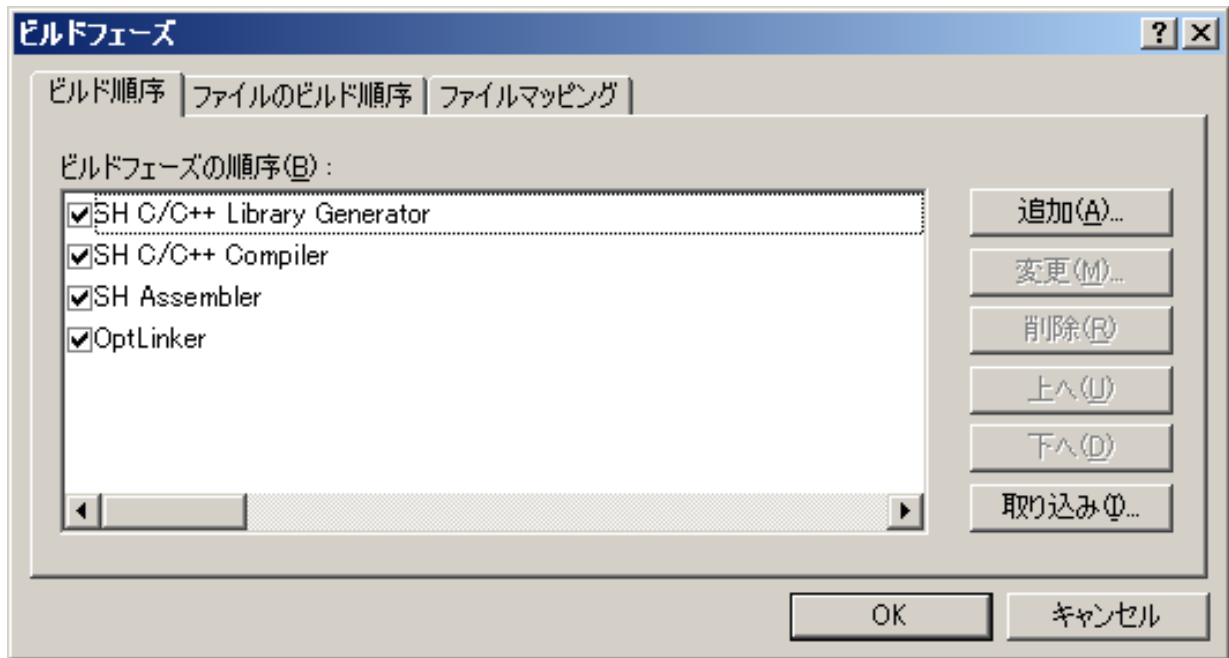 ビルドフェーズ
ビルド順序 ファイルのビルド順序 ファイルマッピング
ビルドフェーズの順序(B):
SH C/C++ Library Generator
SH C/C++ Compiler
SH Assembler
OptLinker
追加(A)...
変更(M)...
削除(R)
上へ(U)
下へ(D)
取り込み(I)...
OK キャンセル